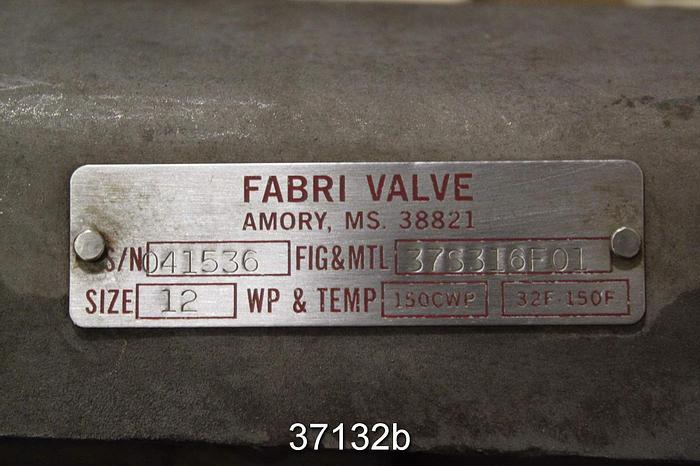 FABRI VALVE
AMORY, MS. 38821
S/N 041536 FIG&MTL 37S316F01
SIZE 12 WP & TEMP 150CWP 32F-150F
37132b